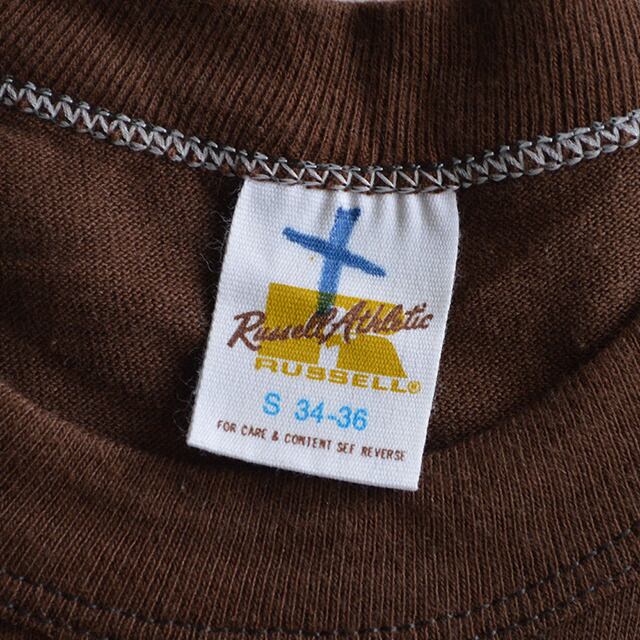 Russell Athletic
RUSSELL®
S 34-36
FOR CARE & CONTENT SEE REVERSE